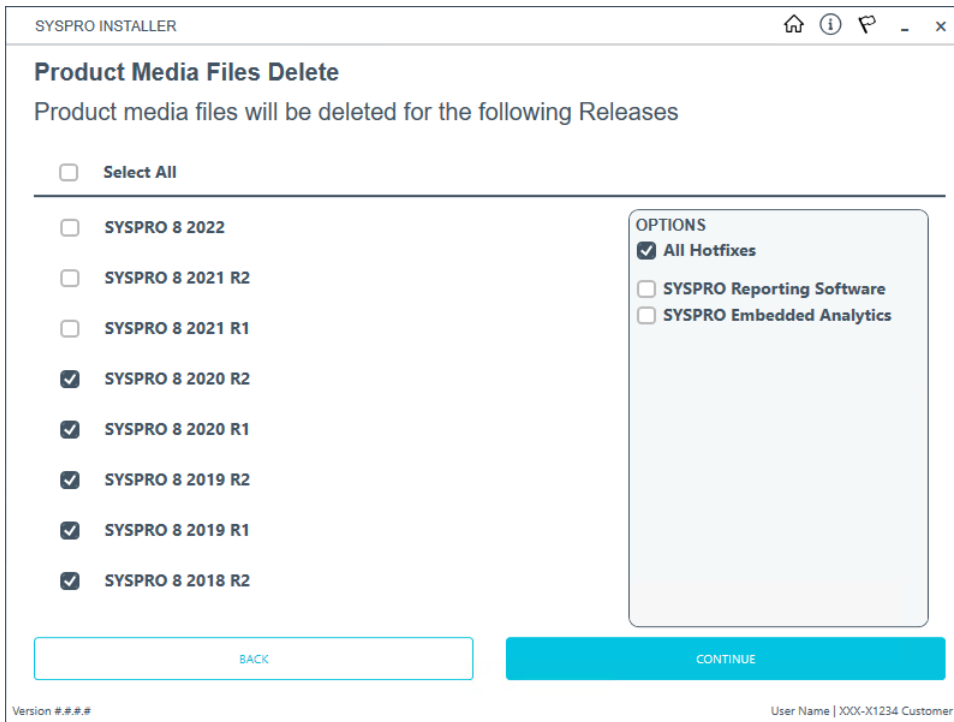 SYSPRO INSTALLER
Product Media Files Delete
Product media files will be deleted for the following Releases
Select All
SYSPRO 8 2022
SYSPRO 8 2021 R2
SYSPRO 8 2021 R1
SYSPRO 8 2020 R2
SYSPRO 8 2020 R1
SYSPRO 8 2019 R2
SYSPRO 8 2019 R1
SYSPRO 8 2018 R2
OPTIONS
All Hotfixes
SYSPRO Reporting Software
SYSPRO Embedded Analytics
BACK
CONTINUE
Version #.#.#.#
User Name | XXX-X1234 Customer